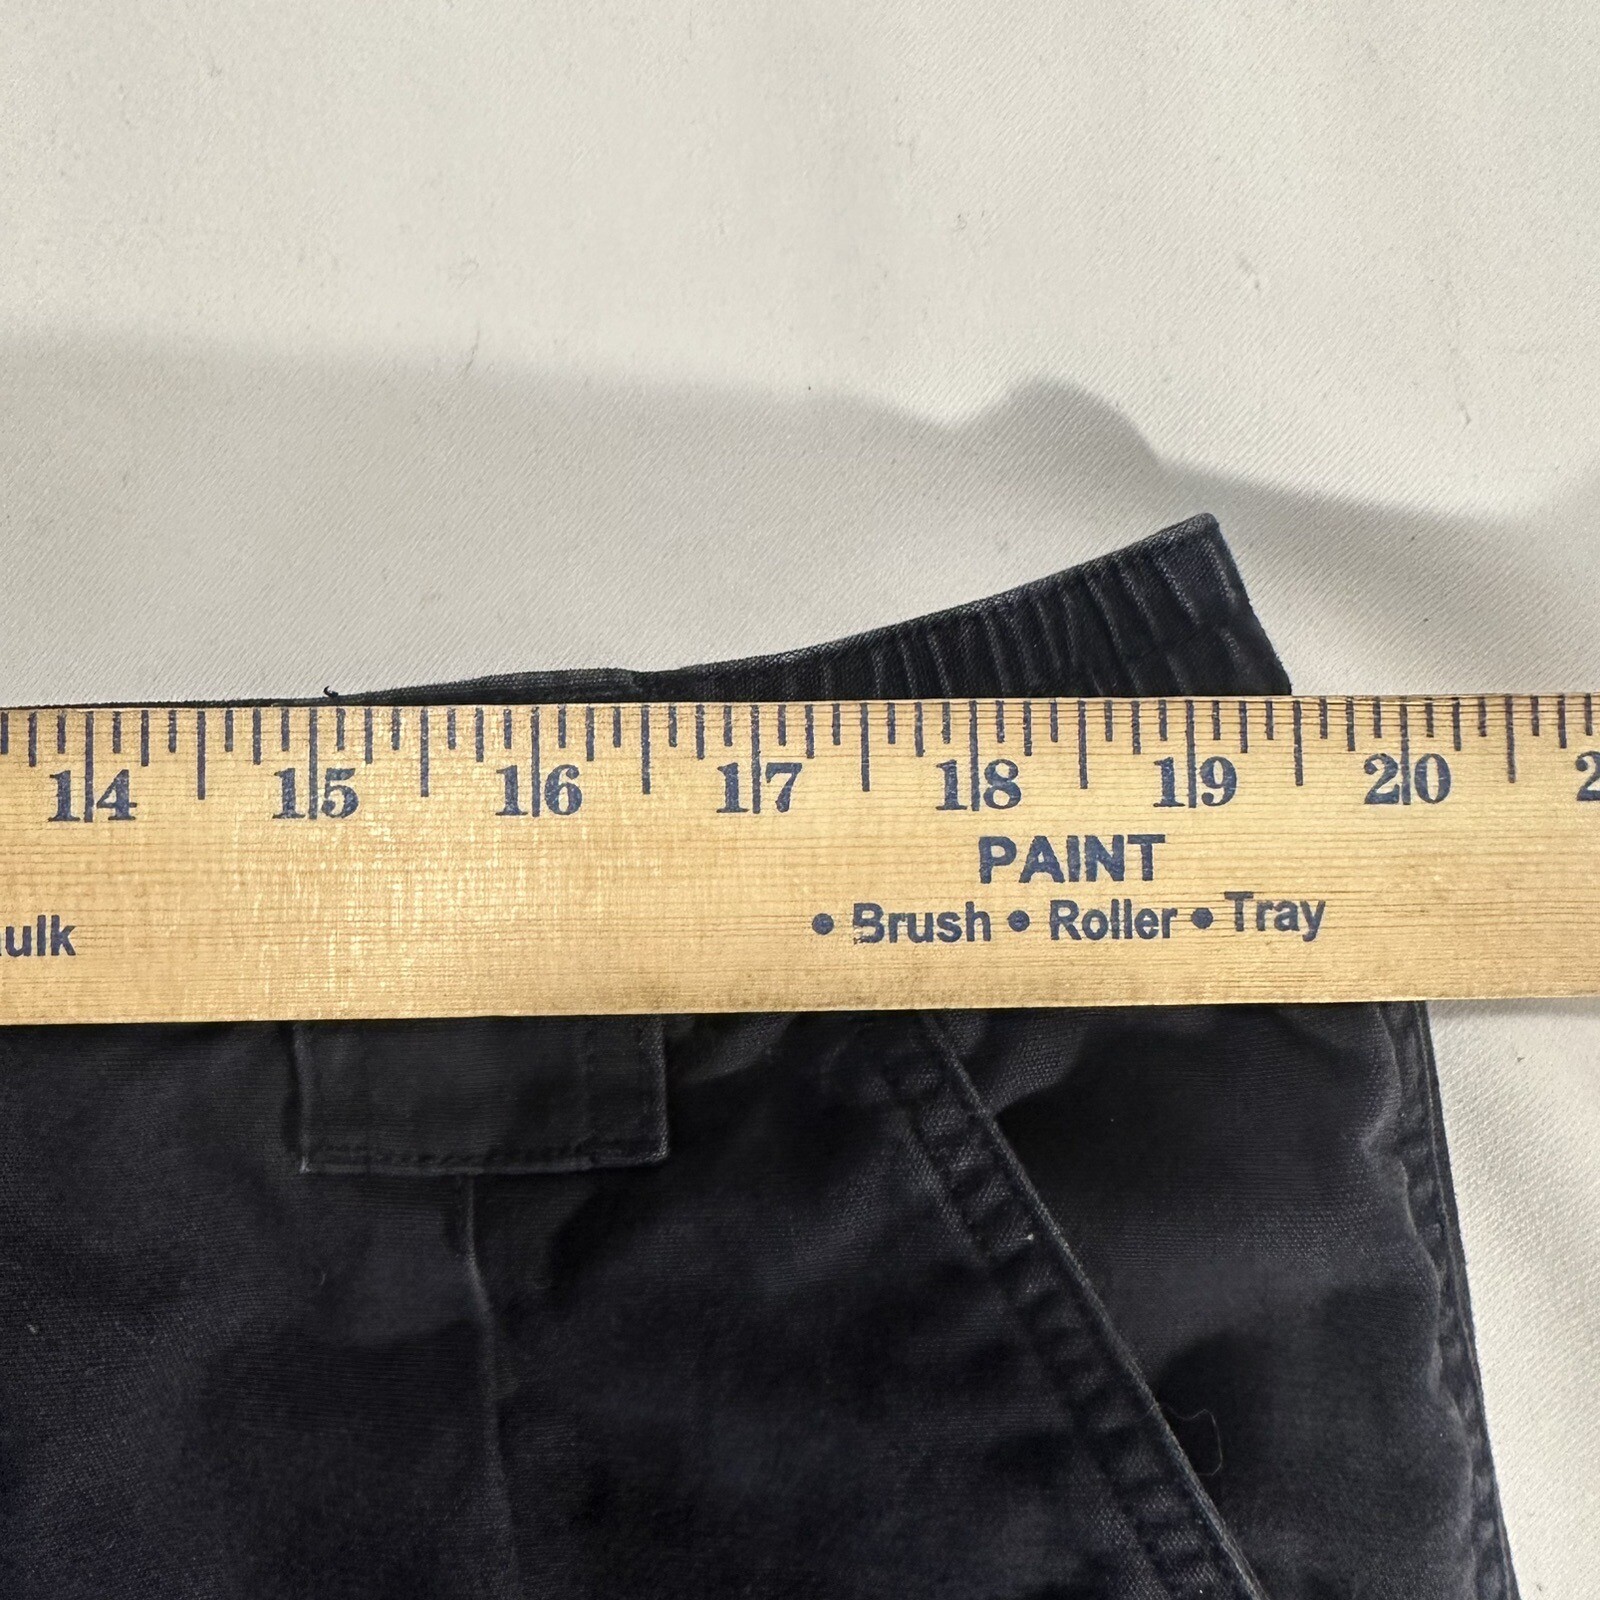 14 15 16 17 18 19 20
PAINT
• Brush • Roller • Tray
ulk